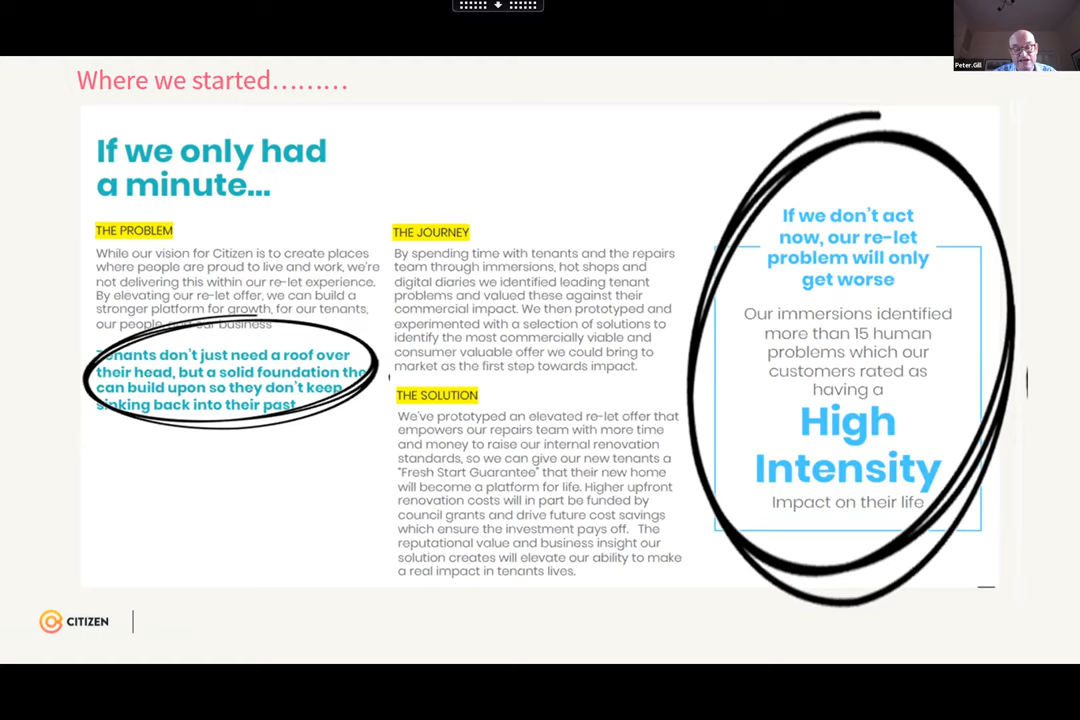 Peter.Gill
Where we started.........
If we only had
a minute...
THE PROBLEM
While our vision for Citizen is to create places
where people are proud to live and work, we're
not delivering this within our re-let experience.
By elevating our re-let offer, we can build a
stronger platform for growth, for our tenants,
our people and our business
Tenants don't just need a roof over
their head, but a solid foundation the
can build upon so they don't keep
sinking back into their past
THE JOURNEY
By spending time with tenants and the repairs
team through immersions, hot shops and
digital diaries we identified leading tenant
problems and valued these against their
commercial impact. We then prototyped and
experimented with a selection of solutions to
identify the most commercially viable and
consumer valuable offer we could bring to
market as the first step towards impact.
THE SOLUTION
We've prototyped an elevated re-let offer that
empowers our repairs team with more time
and money to raise our internal renovation
standards, so we can give our new tenants a
"Fresh Start Guarantee" that their new home
will become a platform for life. Higher upfront
renovation costs will in part be funded by
council grants and drive future cost savings
which ensure the investment pays off. The
reputational value and business insight our
solution creates will elevate our ability to make
a real impact in tenants lives.
If we don't act
now, our re-let
problem will only
get worse
Our immersions identified
more than 15 human
problems which our
customers rated as
having a
High
Intensity
Impact on their life
CITIZEN